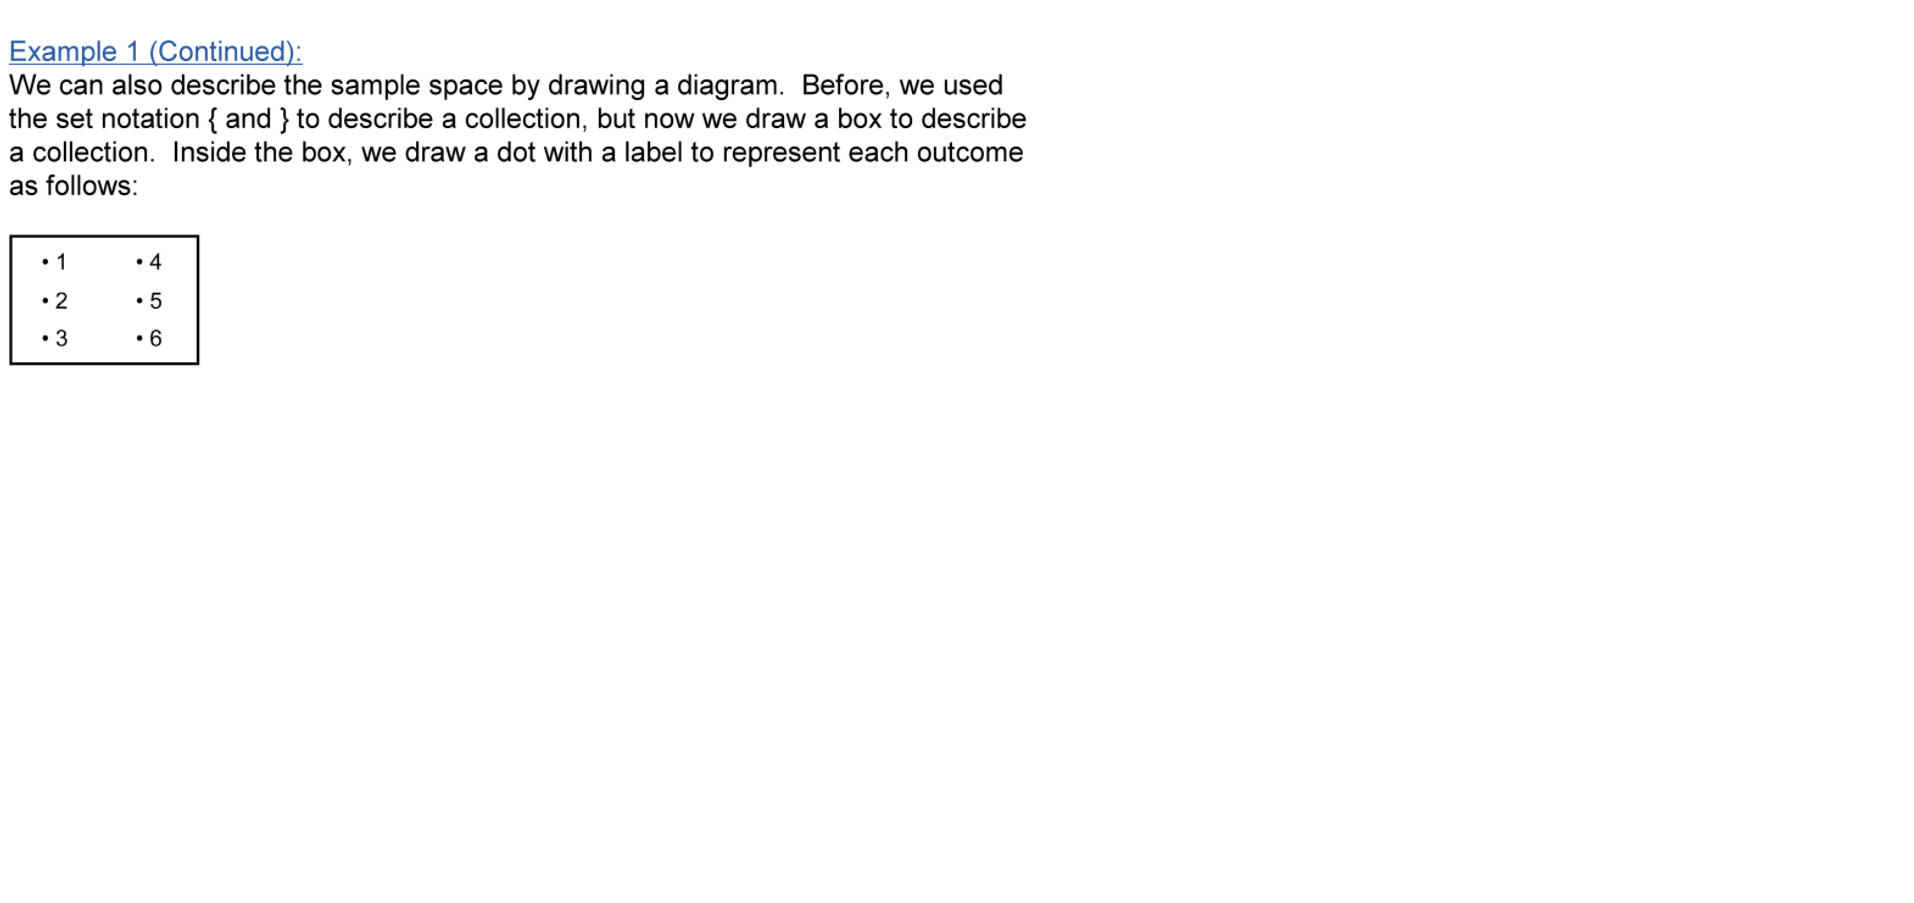 Example 1 (Continued):
We can also describe the sample space by drawing a diagram.  Before, we used
the set notation { and } to describe a collection, but now we draw a box to describe
a collection.  Inside the box, we draw a dot with a label to represent each outcome
as follows:
• 1 • 4
• 2 • 5
• 3 • 6